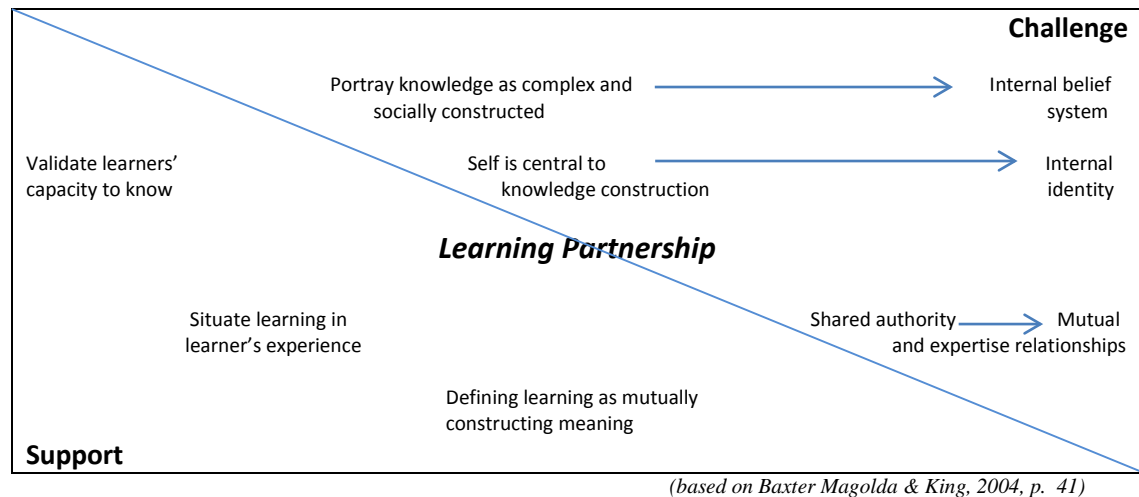 Challenge
Portray knowledge as complex and
socially constructed
Internal belief
system
Validate learners’
capacity to know
Self is central to
knowledge construction
Internal
identity
Learning Partnership
Situate learning in
learner’s experience
Shared authority
and expertise relationships
Mutual
Defining learning as mutually
constructing meaning
Support
(based on Baxter Magolda & King, 2004, p. 41)